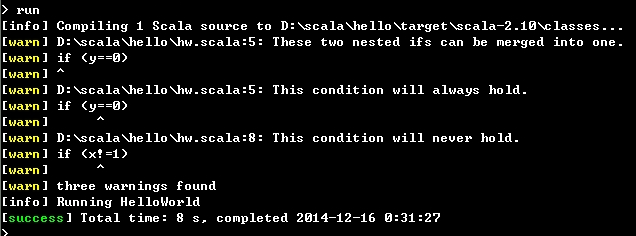 > run
[info] Compiling 1 Scala source to D:\scala\hello\target\scala-2.10\classes...
[warn] D:\scala\hello\hw.scala:5: These two nested ifs can be merged into one.
[warn] if (y==0)
[warn] ^
[warn] D:\scala\hello\hw.scala:5: This condition will always hold.
[warn] if (y==0)
[warn]      ^
[warn] D:\scala\hello\hw.scala:8: This condition will never hold.
[warn] if (x!=1)
[warn]      ^
[warn] three warnings found
[info] Running HelloWorld
[success] Total time: 8 s, completed 2014-12-16 0:31:27
>